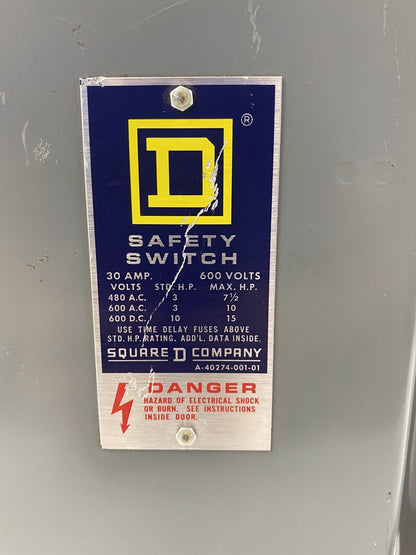 D ®
SAFETY
SWITCH
30 AMP. 600 VOLTS
VOLTS STD. H.P. MAX. H.P.
480 A.C. 3 7½
600 A.C. 3 10
600 D.C. 10 15
USE TIME DELAY FUSES ABOVE
STD. H.P. RATING. ADD'L. DATA INSIDE.
SQUARE D COMPANY
A-40274-001-01
DANGER
HAZARD OF ELECTRICAL SHOCK
OR BURN. SEE INSTRUCTIONS
INSIDE DOOR.